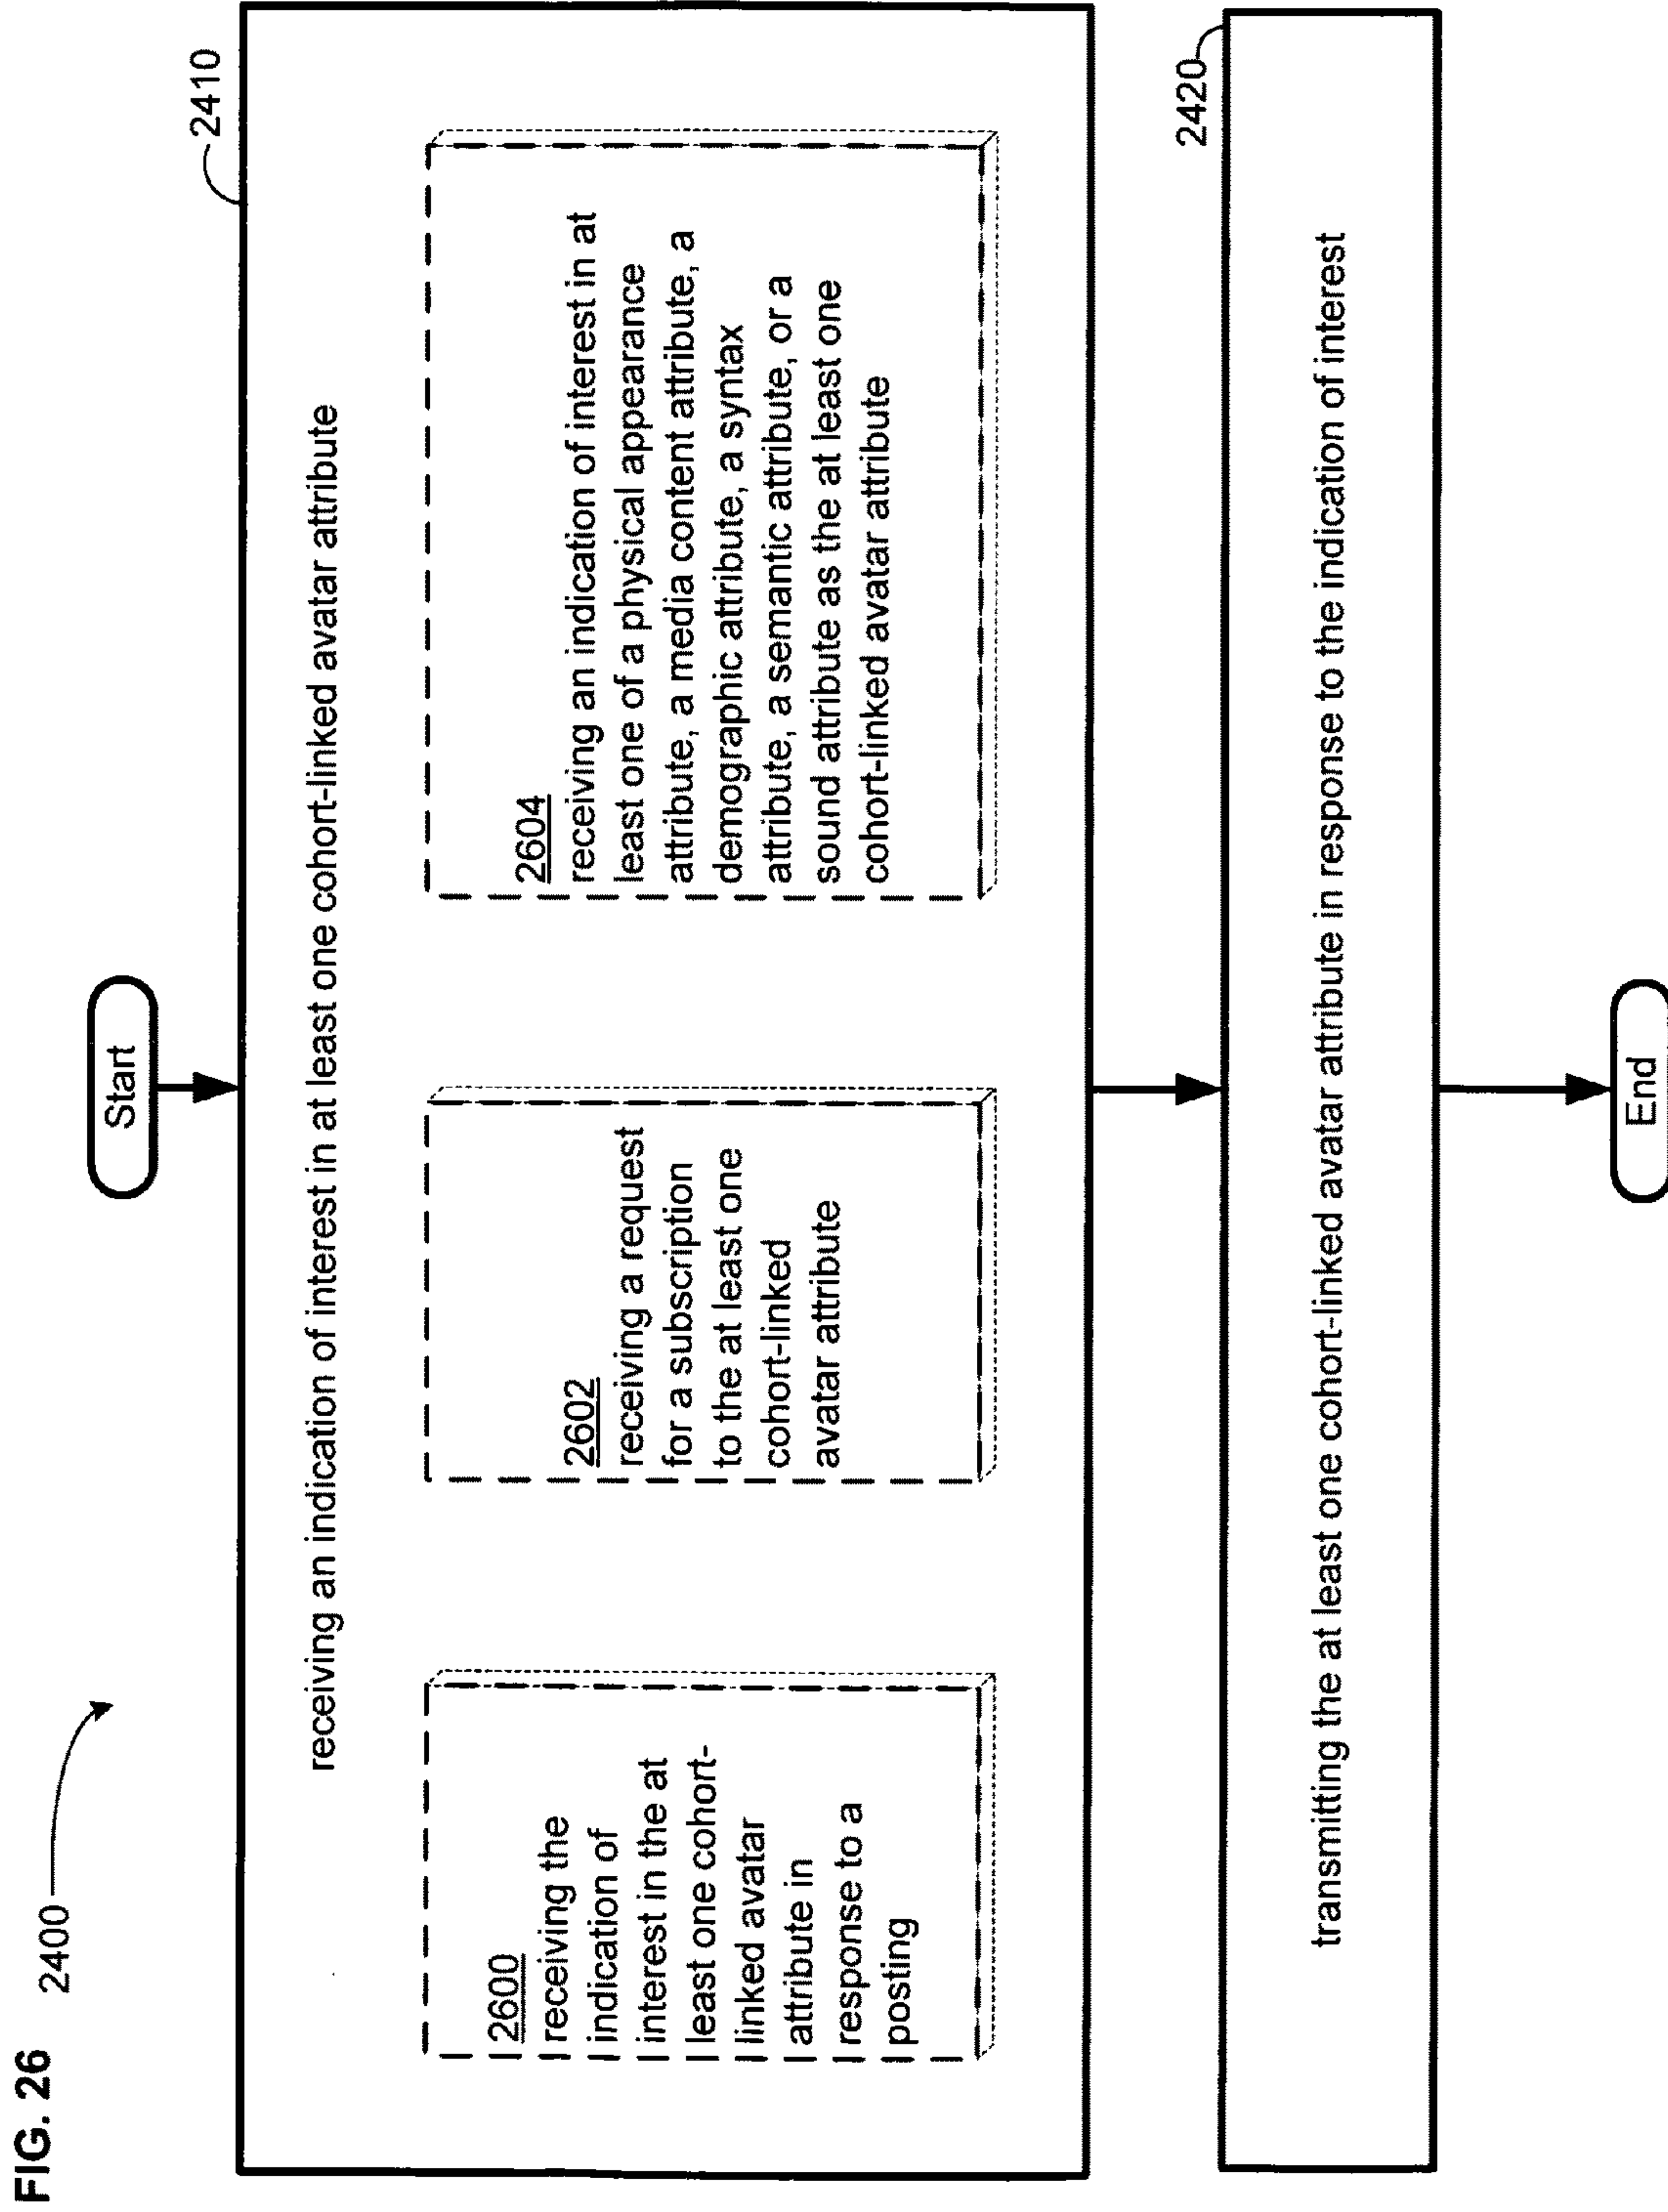 FIG. 26
2400
Start
2410
receiving an indication of interest in at least one cohort-linked avatar attribute
2600
receiving the
indication of
interest in the at
least one cohort-
linked avatar
attribute in
response to a
posting
2602
receiving a request
for a subscription
to the at least one
cohort-linked
avatar attribute
2604
receiving an indication of interest in at
least one of a physical appearance
attribute, a media content attribute, a
demographic attribute, a syntax
attribute, a semantic attribute, or a
sound attribute as the at least one
cohort-linked avatar attribute
2420
transmitting the at least one cohort-linked avatar attribute in response to the indication of interest
End